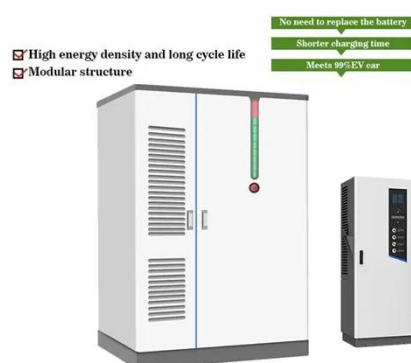 No need to replace the battery
Shorter charging time
Meets 99%EV car
High energy density and long cycle life
Modular structure